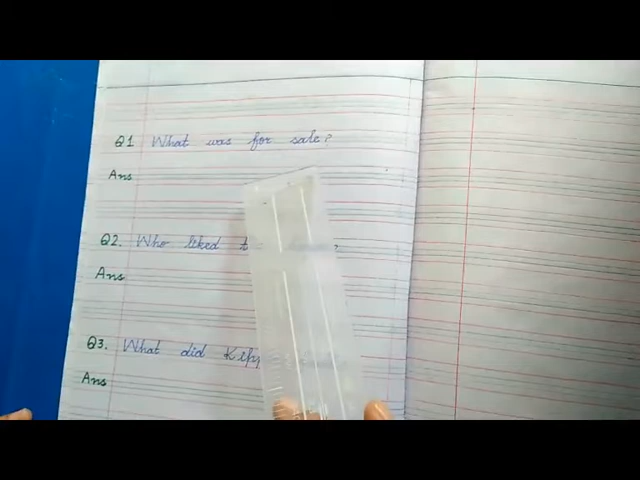 Q1 What was for sale?
Ans
Q2. Who liked ?
Ans
Q3. What did
Ans